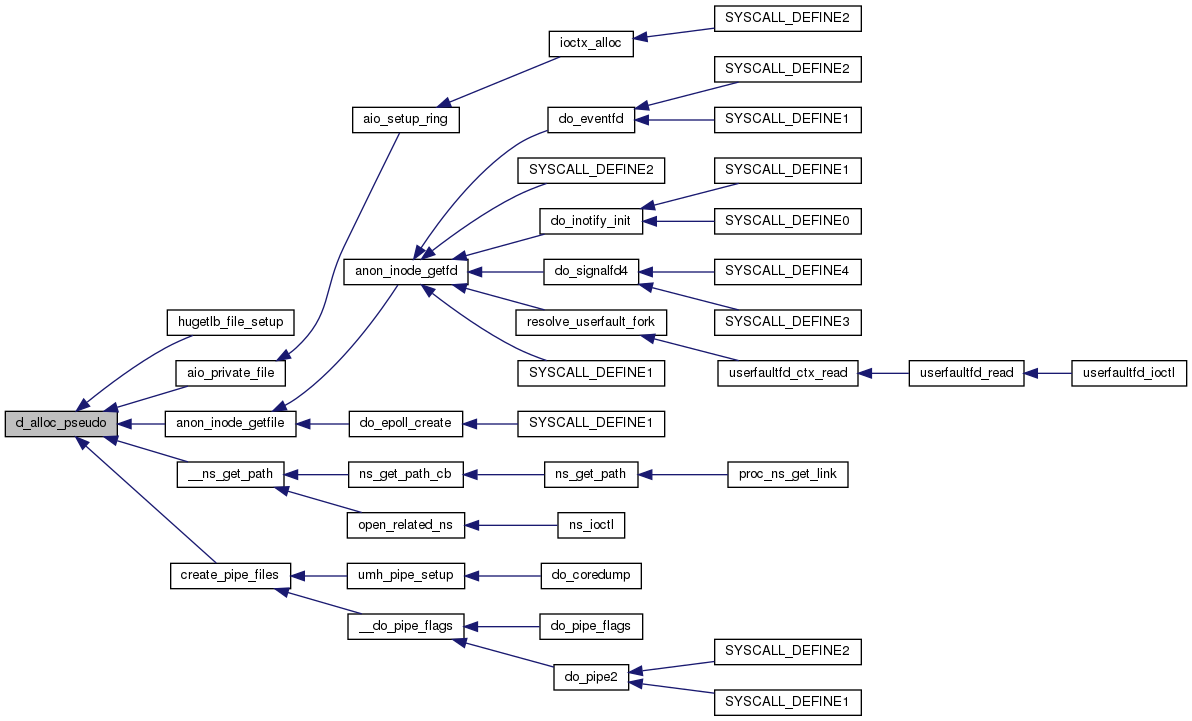 SYSCALL_DEFINE2
ioctx_alloc
SYSCALL_DEFINE2
aio_setup_ring
do_eventfd
SYSCALL_DEFINE1
SYSCALL_DEFINE2
SYSCALL_DEFINE1
do_inotify_init
SYSCALL_DEFINE0
anon_inode_getfd
do_signalfd4
SYSCALL_DEFINE4
hugetlb_file_setup
resolve_userfault_fork
SYSCALL_DEFINE3
aio_private_file
SYSCALL_DEFINE1
userfaultfd_ctx_read
userfaultfd_read
userfaultfd_ioctl
d_alloc_pseudo
anon_inode_getfile
do_epoll_create
SYSCALL_DEFINE1
__ns_get_path
ns_get_path_cb
ns_get_path
proc_ns_get_link
open_related_ns
ns_ioctl
create_pipe_files
umh_pipe_setup
do_coredump
__do_pipe_flags
do_pipe_flags
SYSCALL_DEFINE2
do_pipe2
SYSCALL_DEFINE1